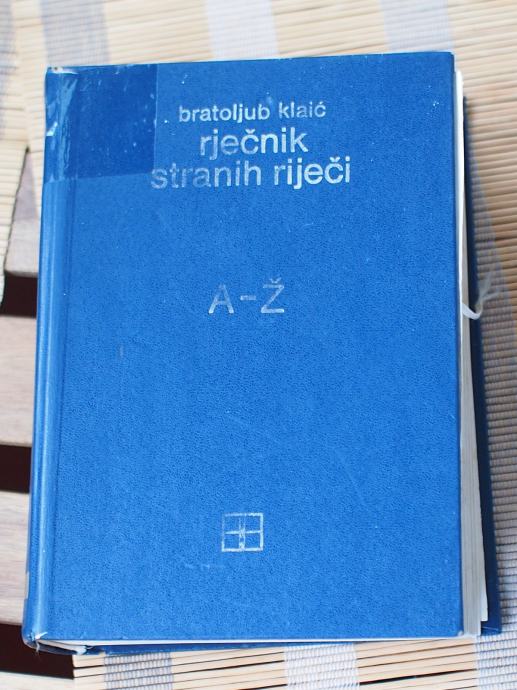 bratoljub klaić
rječnik
stranih riječi
A-Ž